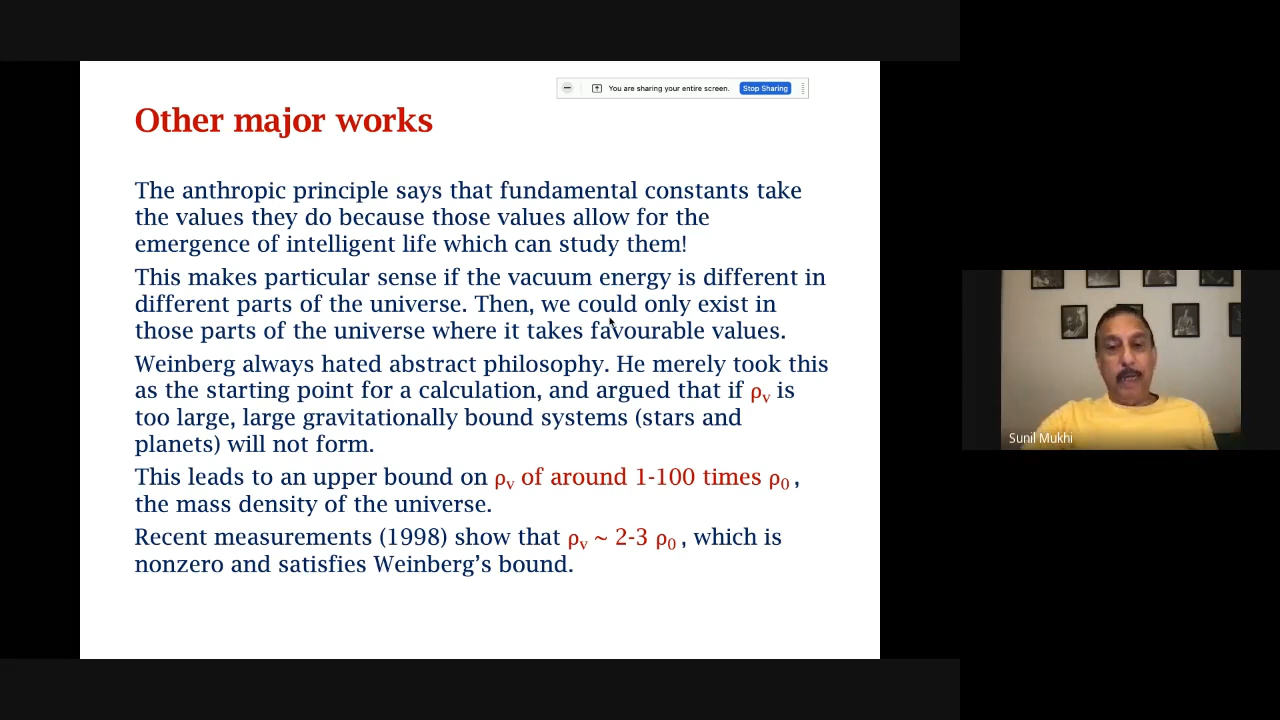 You are sharing your entire screen. Stop Sharing
Other major works
The anthropic principle says that fundamental constants take
the values they do because those values allow for the
emergence of intelligent life which can study them!
This makes particular sense if the vacuum energy is different in
different parts of the universe. Then, we could only exist in
those parts of the universe where it takes favourable values.
Weinberg always hated abstract philosophy. He merely took this
as the starting point for a calculation, and argued that if ρᵥ is
too large, large gravitationally bound systems (stars and
planets) will not form.
This leads to an upper bound on ρᵥ of around 1-100 times ρ₀ ,
the mass density of the universe.
Recent measurements (1998) show that ρᵥ ~ 2-3 ρ₀ , which is
nonzero and satisfies Weinberg’s bound.
Sunil Mukhi